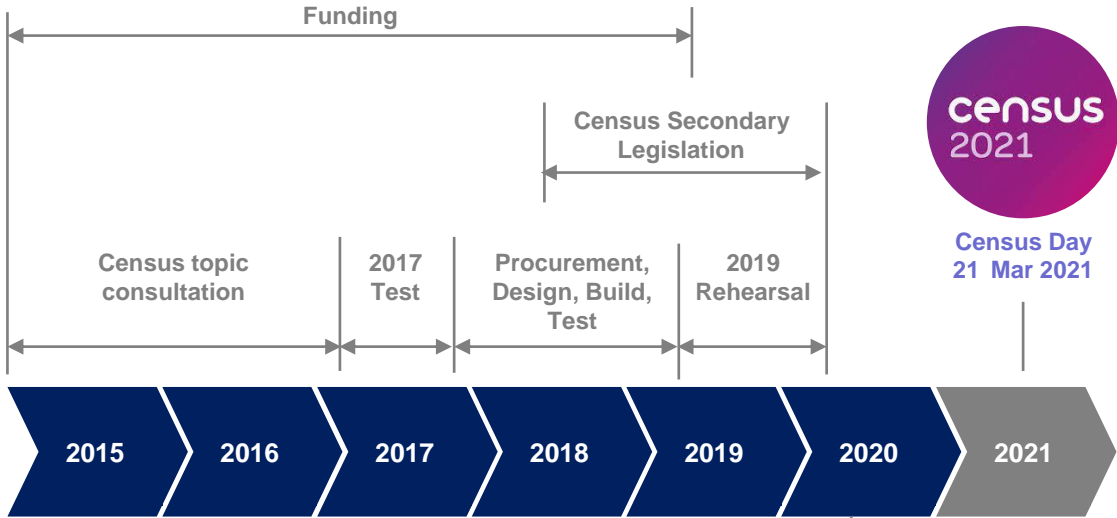 Funding
census
2021
Census Secondary
Legislation
Census Day
21 Mar 2021
Census topic
consultation
2017
Test
Procurement,
Design, Build,
Test
2019
Rehearsal
2015
2016
2017
2018
2019
2020
2021